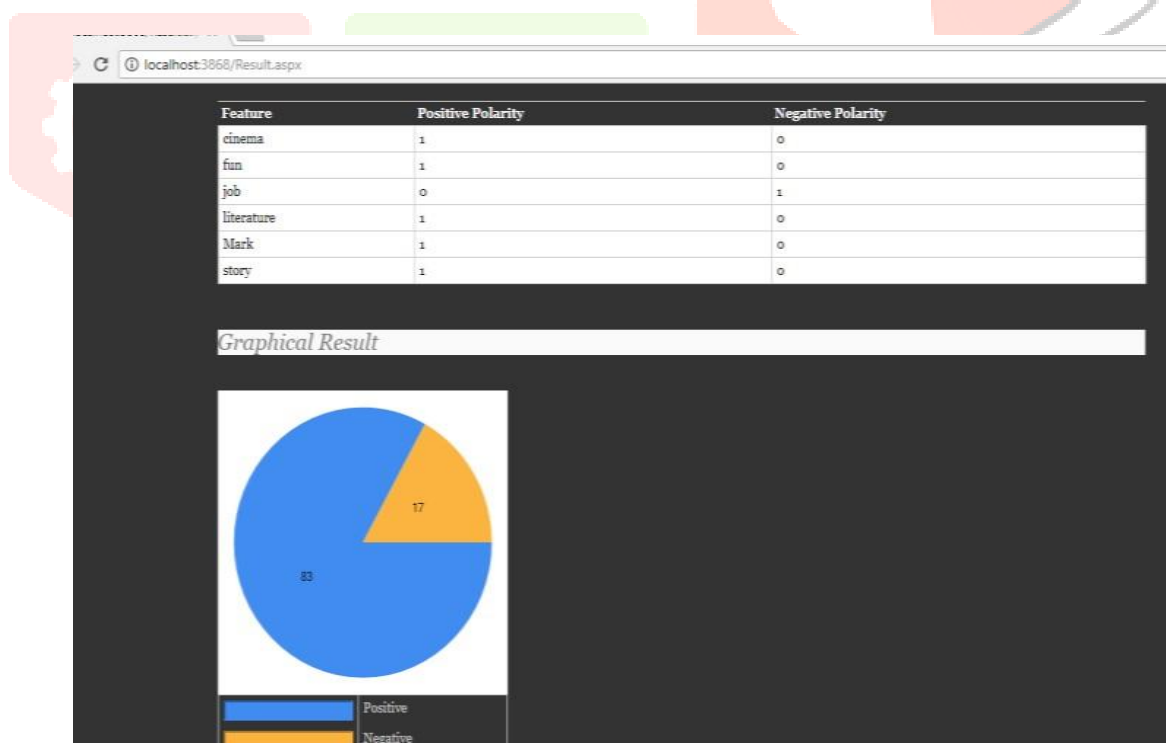 localhost:3868/Result.aspx
Feature Positive Polarity Negative Polarity
cinema 1 0
fun 1 0
job 0 1
literature 1 0
Mark 1 0
story 1 0
Graphical Result
17
83
Positive
Negative